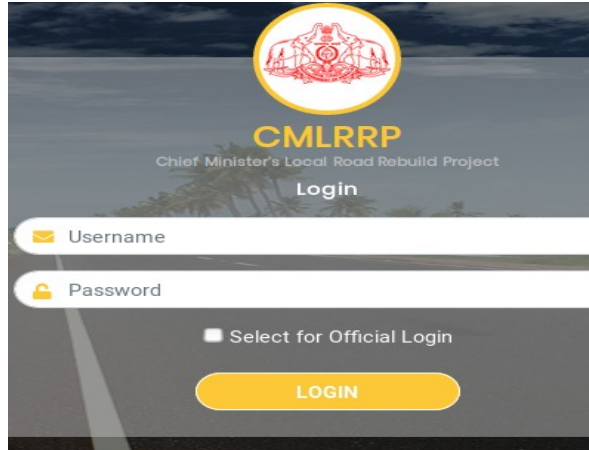 CMLRRP
Chief Minister's Local Road Rebuild Project
Login
Username
Password
Select for Official Login
LOGIN